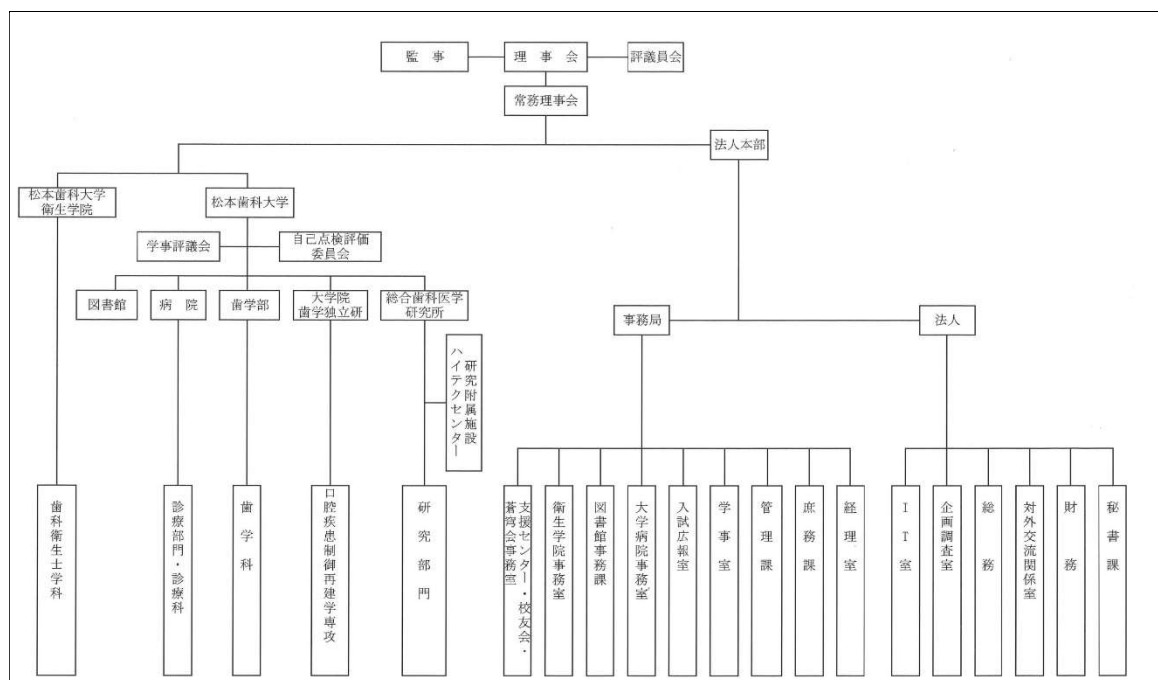 監 事
理 事 会
評議員会
常務理事会
法人本部
松本歯科大学
衛生学院
松本歯科大学
学事評議会
自己点検評価
委員会
図書館
病 院
歯学部
大学院
歯学独立研
総合歯科医学
研究所
事務局
法人
研究附属施設
ハイテクセンター
歯科衛生士学科
診療部門・診療科
歯 学 科
口腔疾患制御再建学専攻
研 究 部 門
支援センター・校友会・
蒼穹会事務室
衛生学院事務室
図書館事務課
大学病院事務室
入試広報室
学 事 室
管 理 課
庶 務 課
経 理 室
I T 室
企画調査室
総 務
対外交流関係室
財 務
秘 書 課